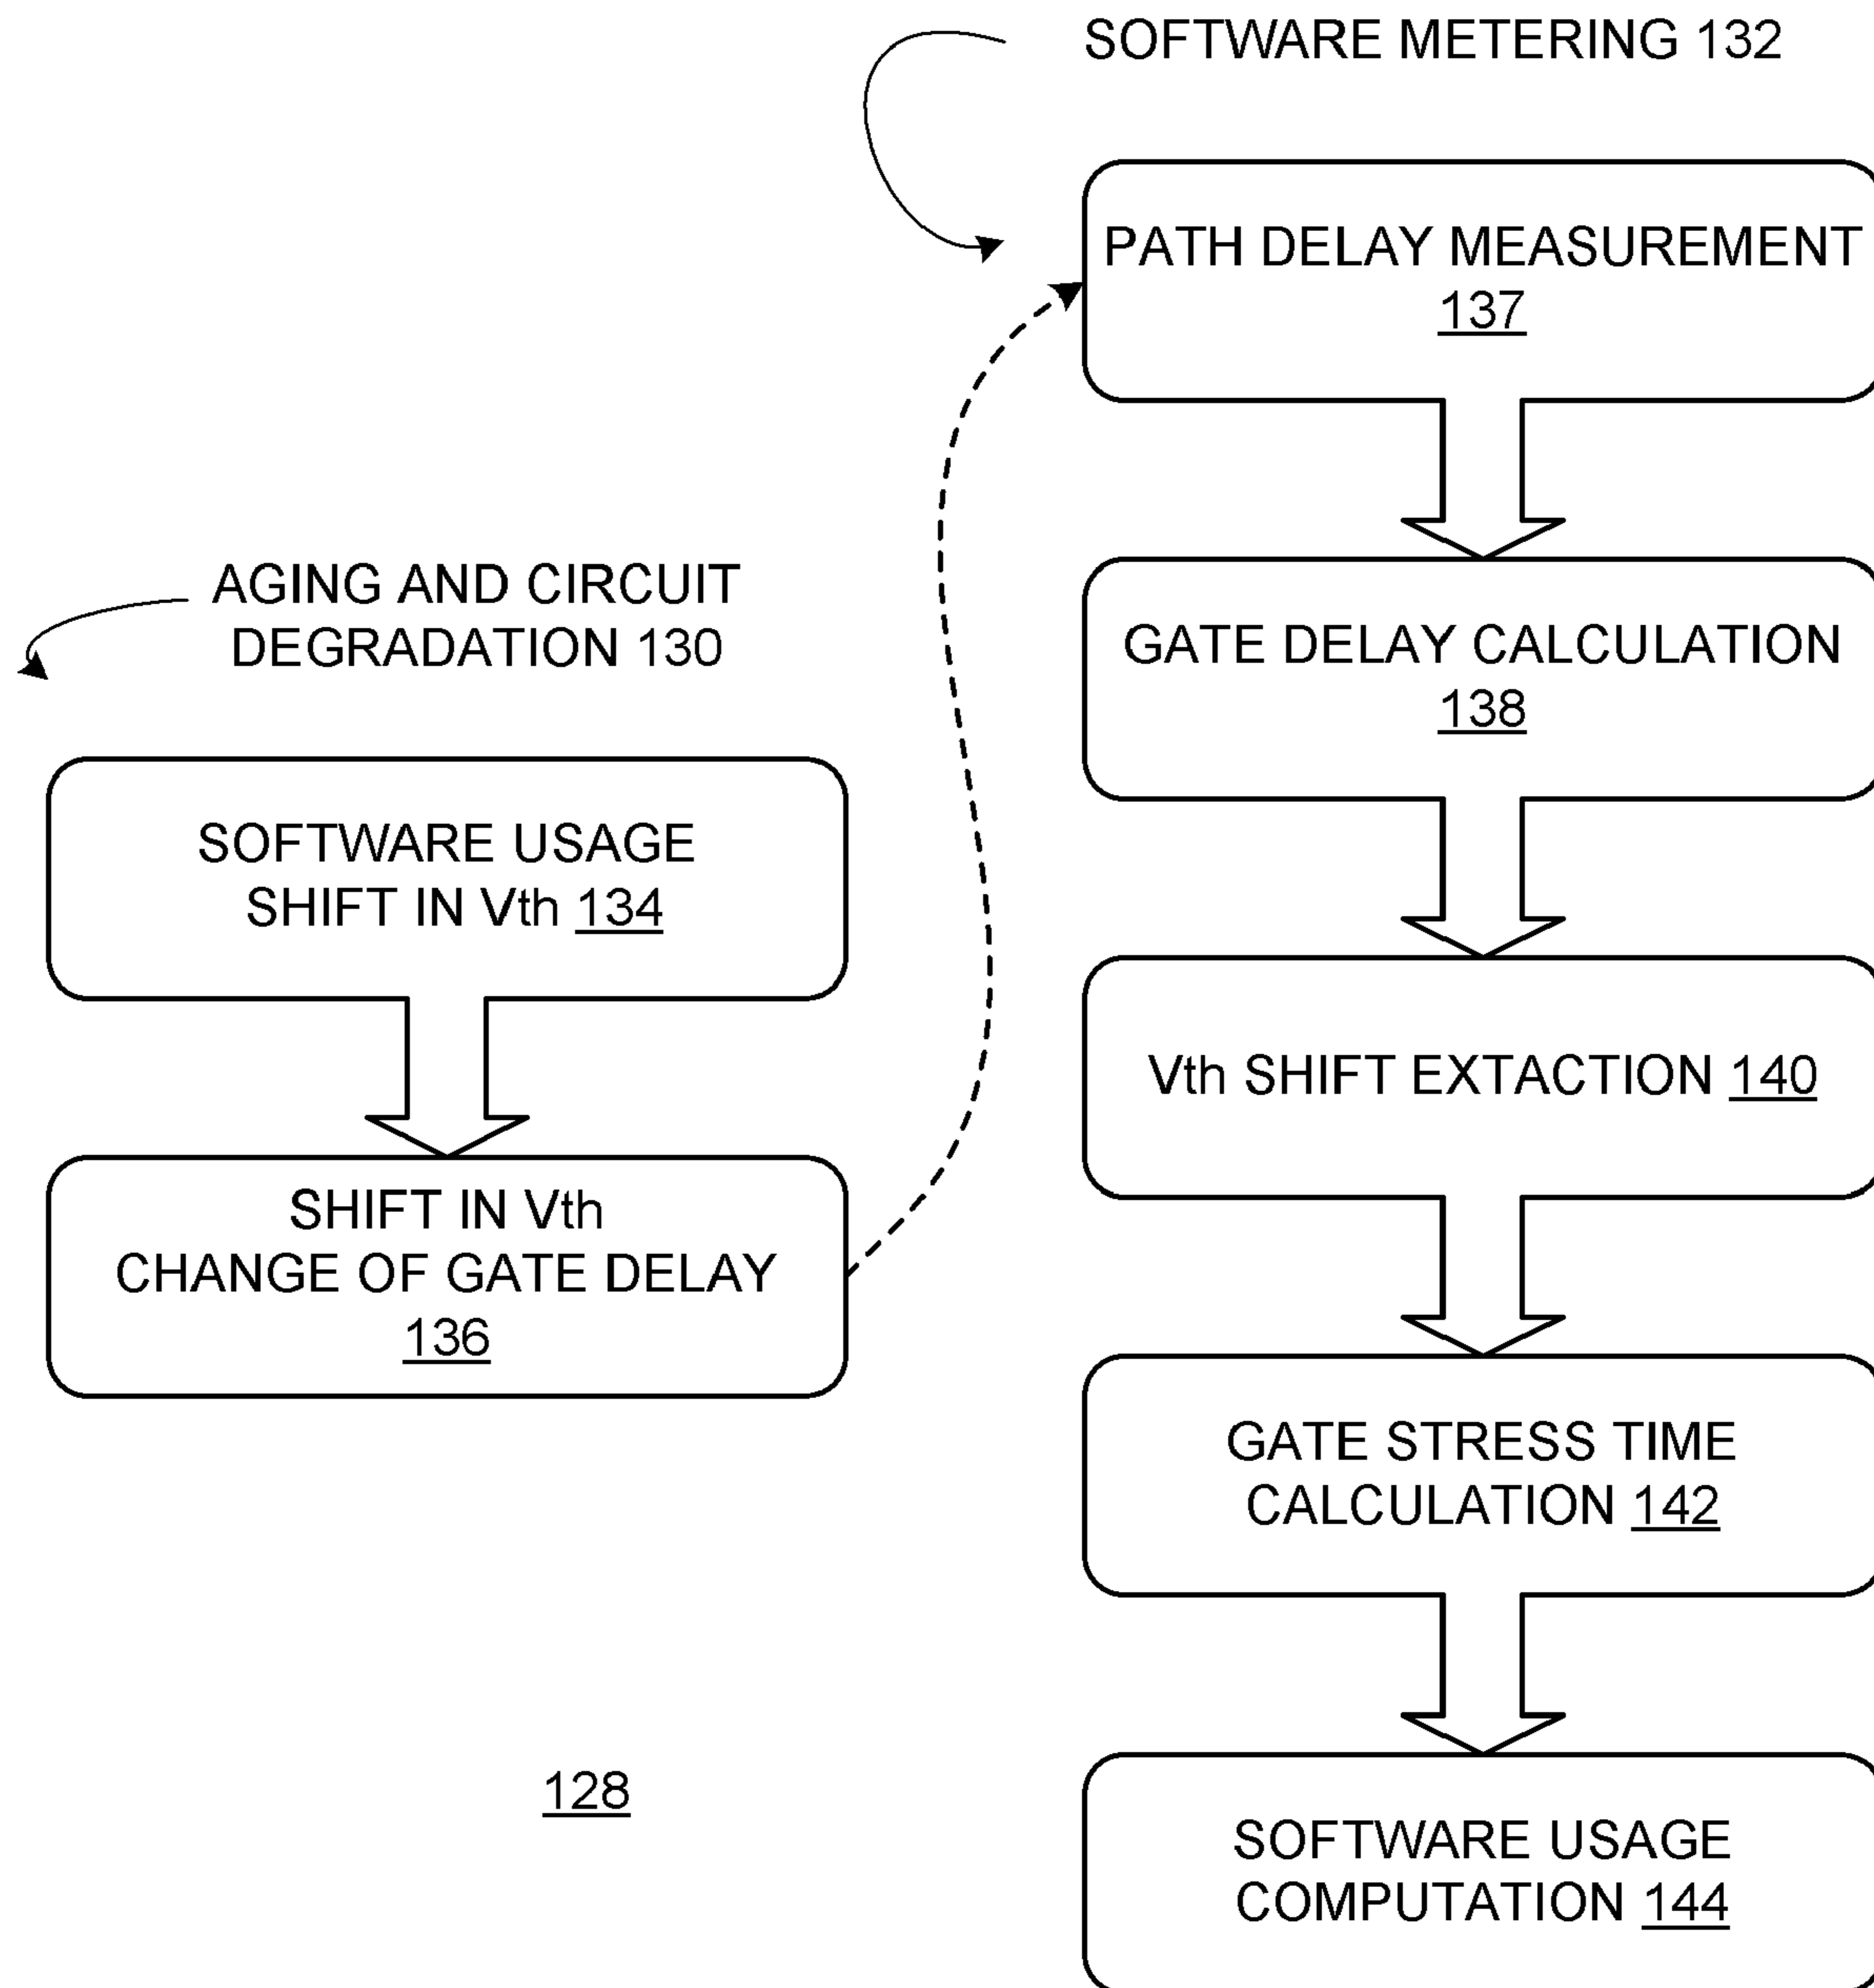 SOFTWARE METERING 132
PATH DELAY MEASUREMENT
137
GATE DELAY CALCULATION
138
Vth SHIFT EXTACTION 140
GATE STRESS TIME
CALCULATION 142
SOFTWARE USAGE
COMPUTATION 144
AGING AND CIRCUIT
DEGRADATION 130
SOFTWARE USAGE
SHIFT IN Vth 134
SHIFT IN Vth
CHANGE OF GATE DELAY
136
128